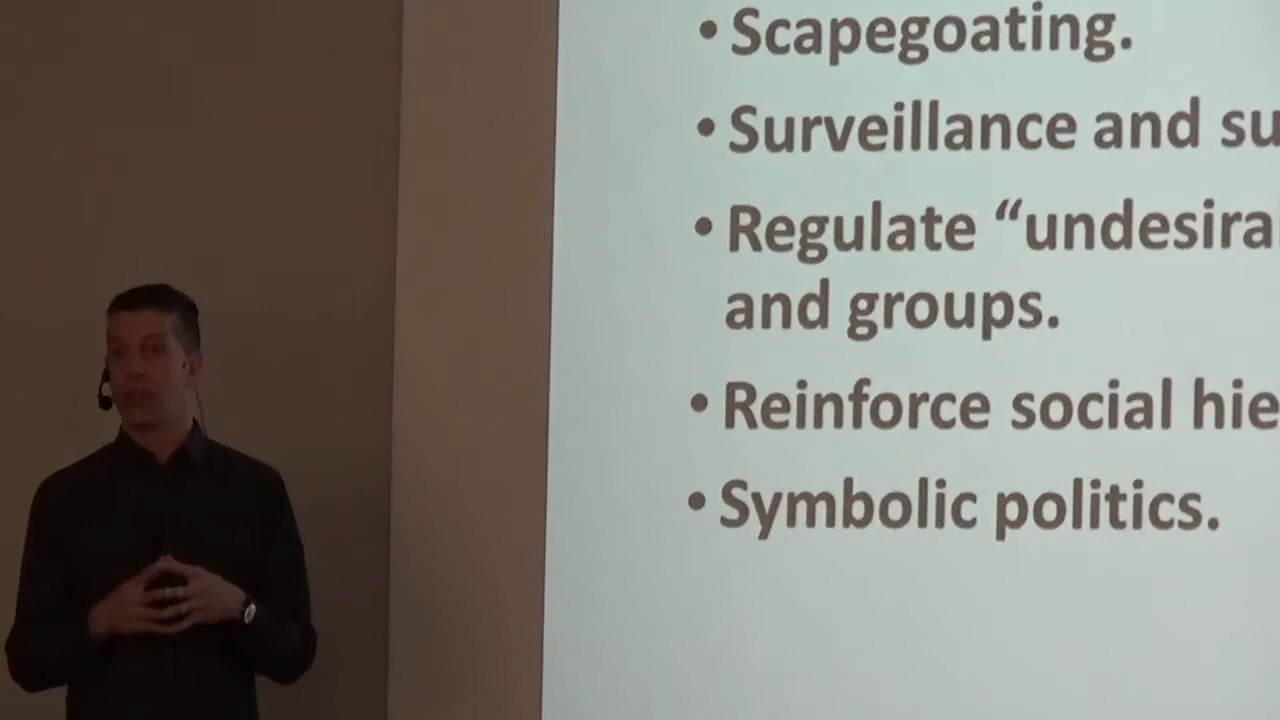 • Scapegoating.
• Surveillance and su
• Regulate “undesira
and groups.
• Reinforce social hie
• Symbolic politics.